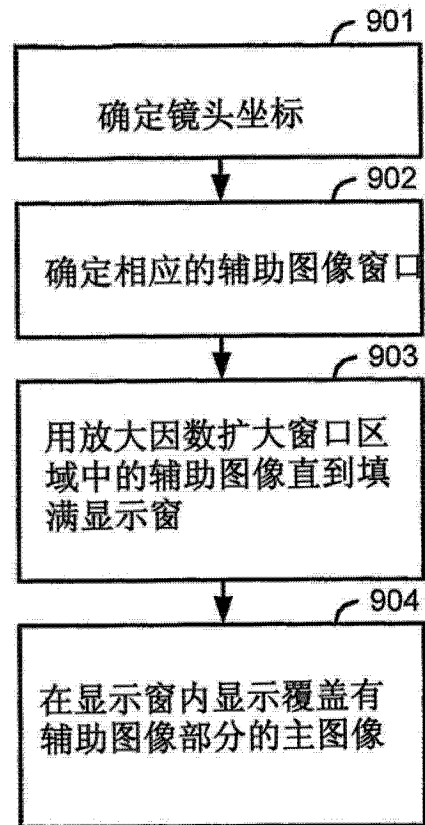 901
确定镜头坐标
902
确定相应的辅助图像窗口
903
用放大因数扩大窗口区
域中的辅助图像直到填
满显示窗
904
在显示窗内显示覆盖有
辅助图像部分的主图像